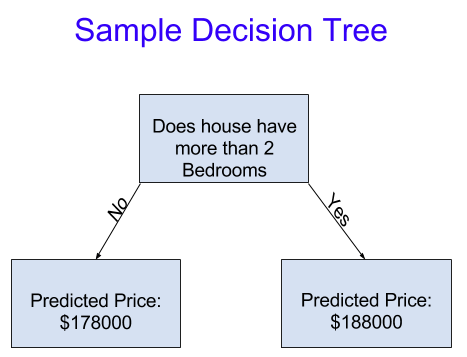 Sample Decision Tree
Does house have
more than 2
Bedrooms
No
Yes
Predicted Price:
$178000
Predicted Price:
$188000